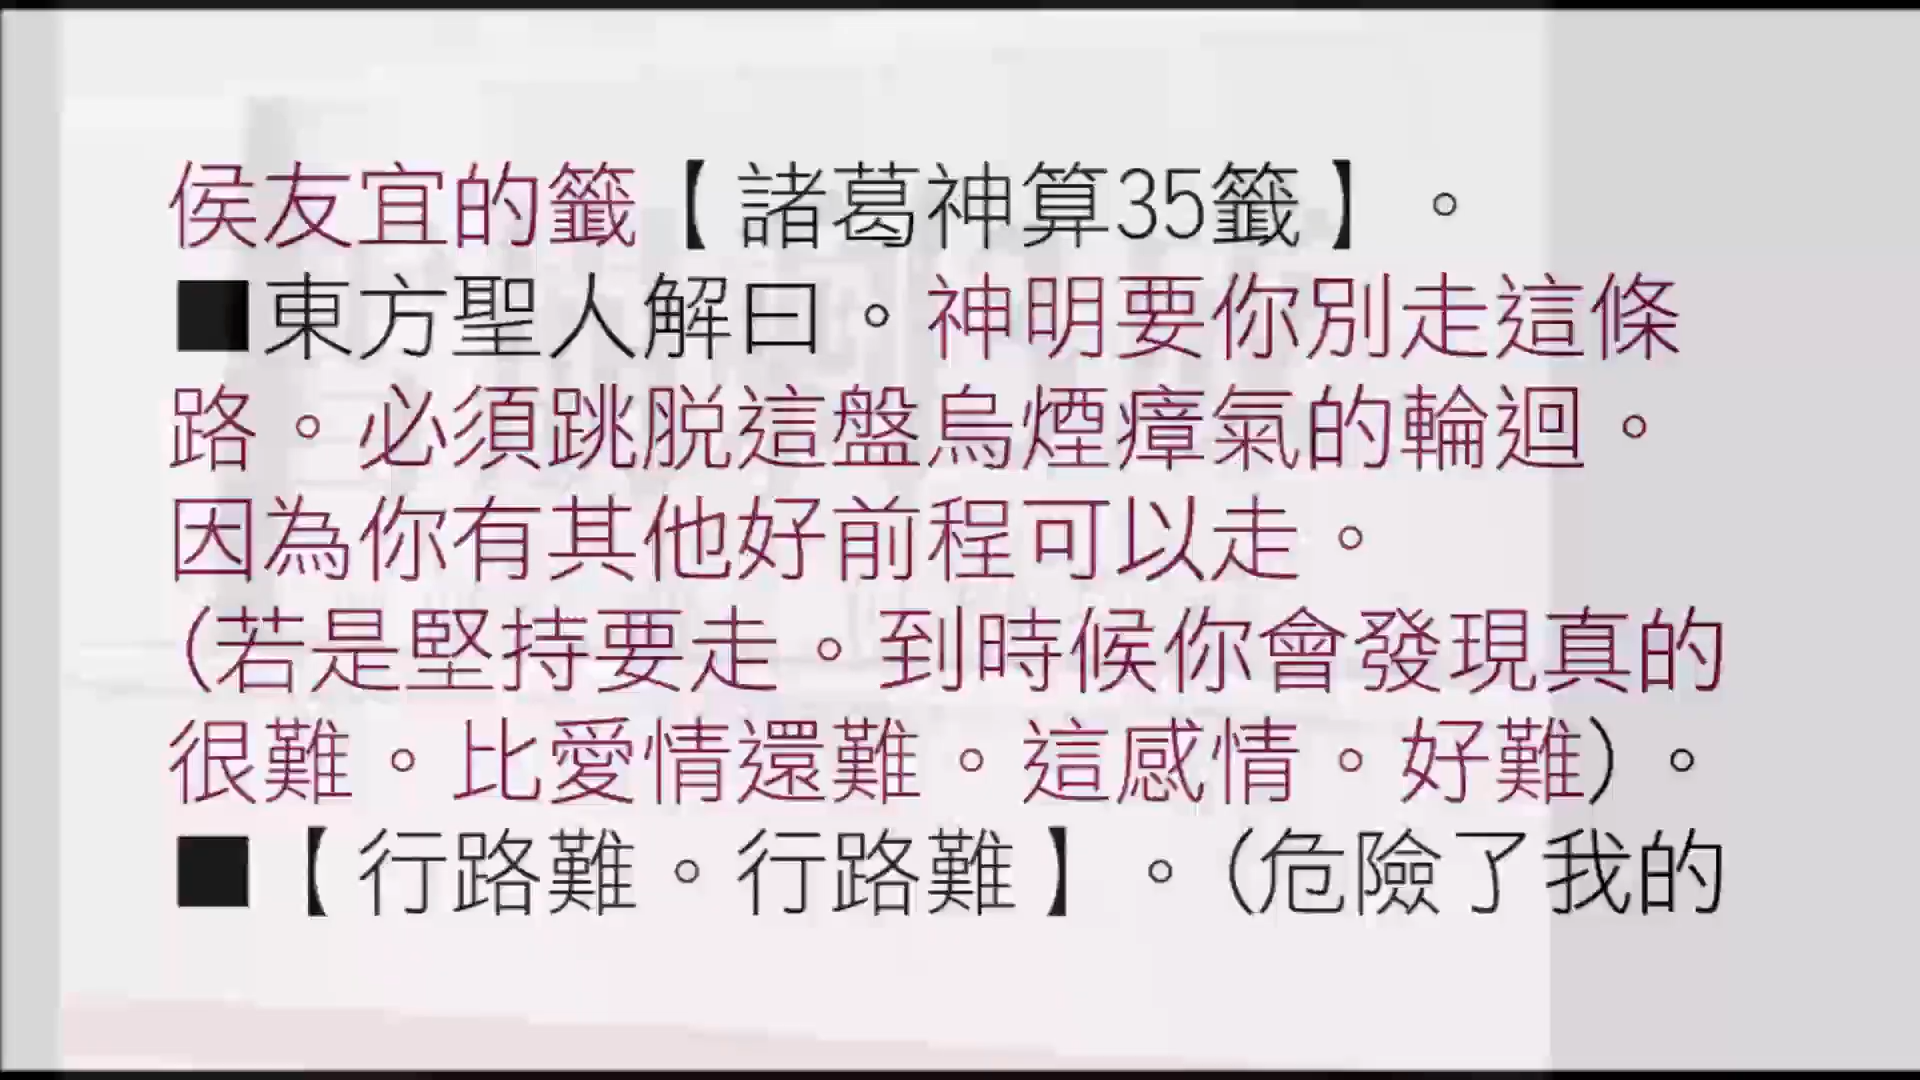 侯友宜的籤【諸葛神算35籤】。
■東方聖人解曰。神明要你別走這條
路。必須跳脫這盤烏煙瘴氣的輪迴。
因為你有其他好前程可以走。
(若是堅持要走。到時候你會發現真的
很難。比愛情還難。這感情。好難)。
■【行路難。行路難】。(危險了我的